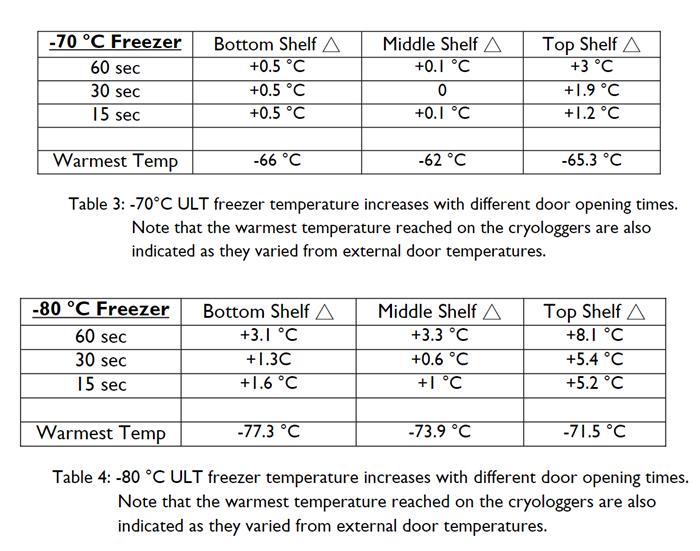 -70 °C Freezer Bottom Shelf △ Middle Shelf △ Top Shelf △
60 sec +0.5 °C +0.1 °C +3 °C
30 sec +0.5 °C 0 +1.9 °C
15 sec +0.5 °C +0.1 °C +1.2 °C
Warmest Temp -66 °C -62 °C -65.3 °C
Table 3: -70°C ULT freezer temperature increases with different door opening times.
Note that the warmest temperature reached on the cryologgers are also
indicated as they varied from external door temperatures.
-80 °C Freezer Bottom Shelf △ Middle Shelf △ Top Shelf △
60 sec +3.1 °C +3.3 °C +8.1 °C
30 sec +1.3C +0.6 °C +5.4 °C
15 sec +1.6 °C +1 °C +5.2 °C
Warmest Temp -77.3 °C -73.9 °C -71.5 °C
Table 4: -80 °C ULT freezer temperature increases with different door opening times.
Note that the warmest temperature reached on the cryologgers are also
indicated as they varied from external door temperatures.